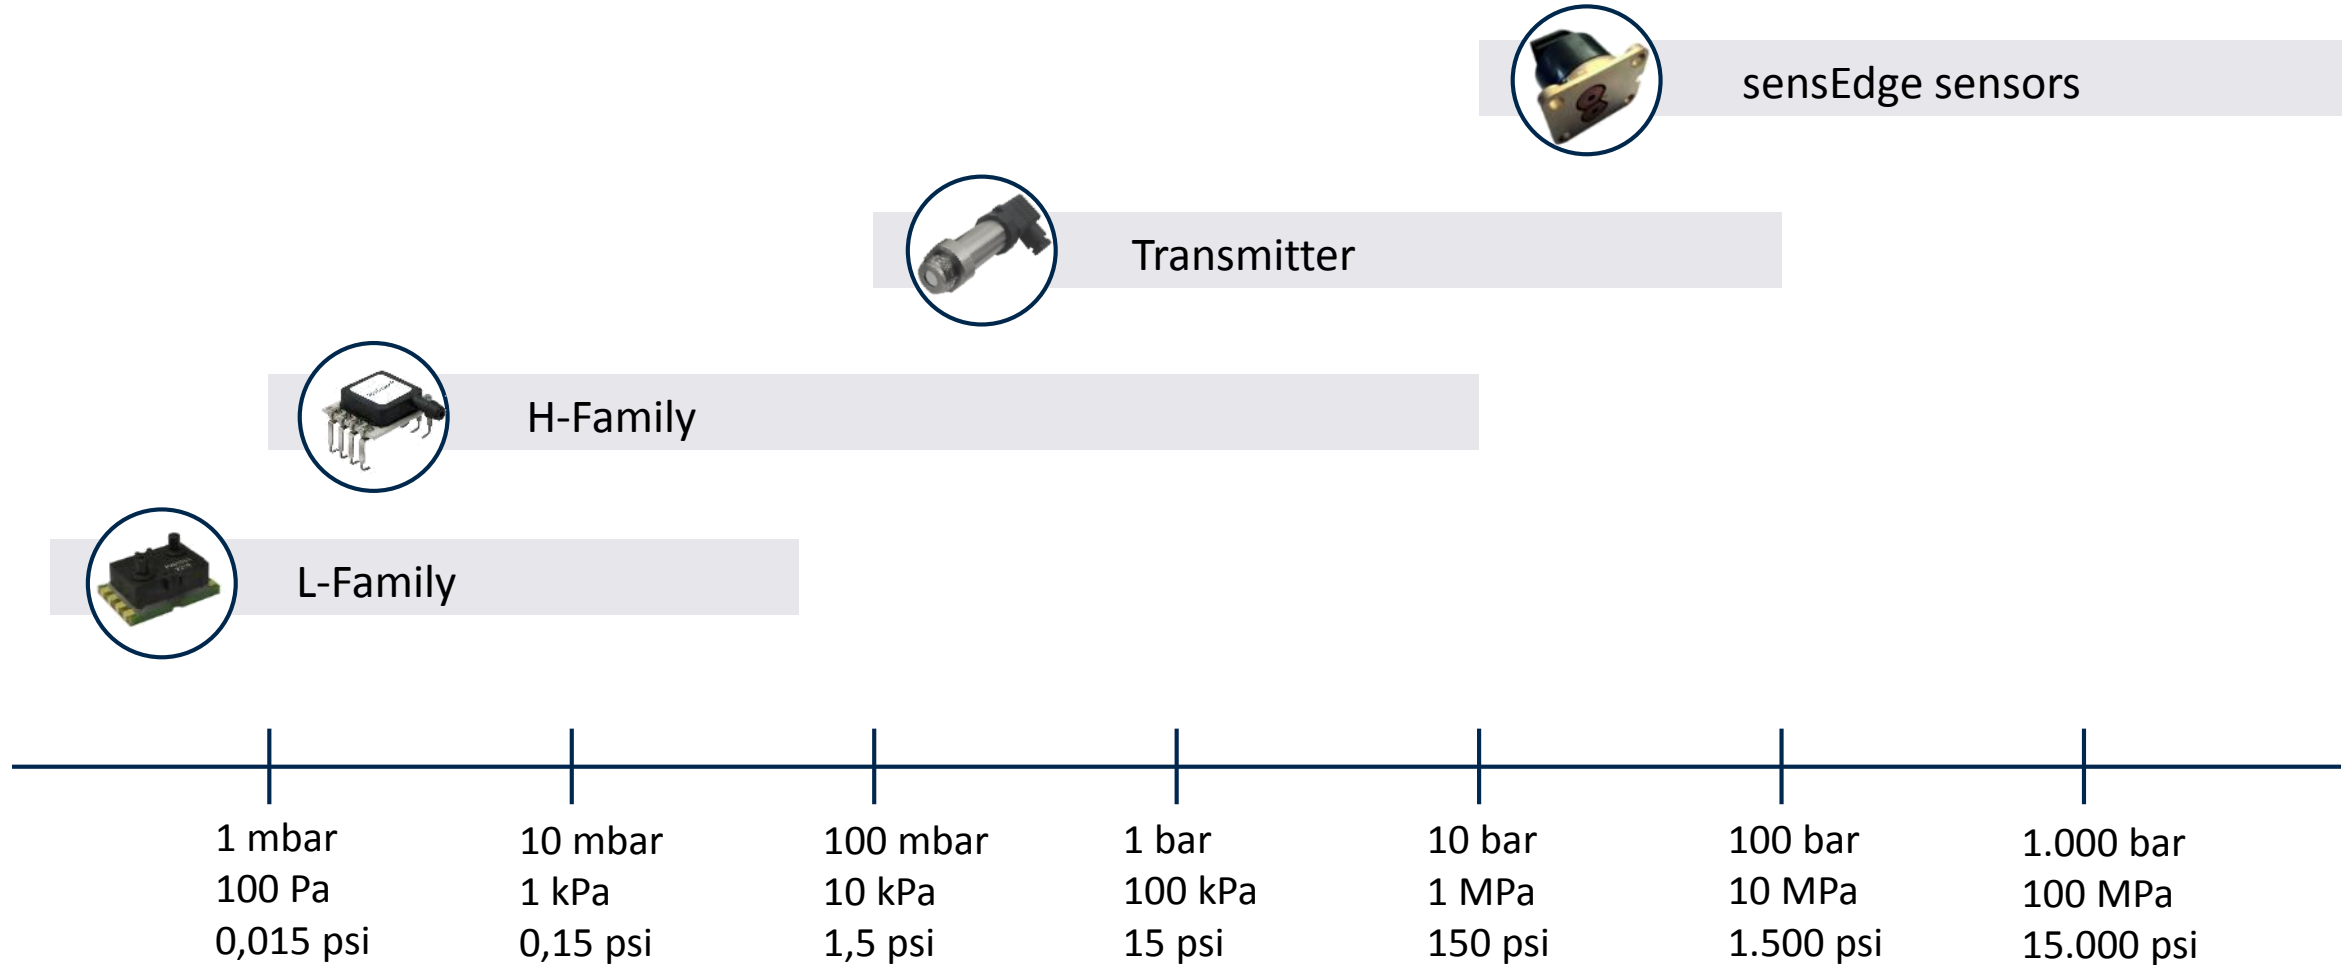 sensEdge sensors
Transmitter
H-Family
L-Family
1 mbar
100 Pa
0,015 psi
10 mbar
1 kPa
0,15 psi
100 mbar
10 kPa
1,5 psi
1 bar
100 kPa
15 psi
10 bar
1 MPa
150 psi
100 bar
10 MPa
1.500 psi
1.000 bar
100 MPa
15.000 psi